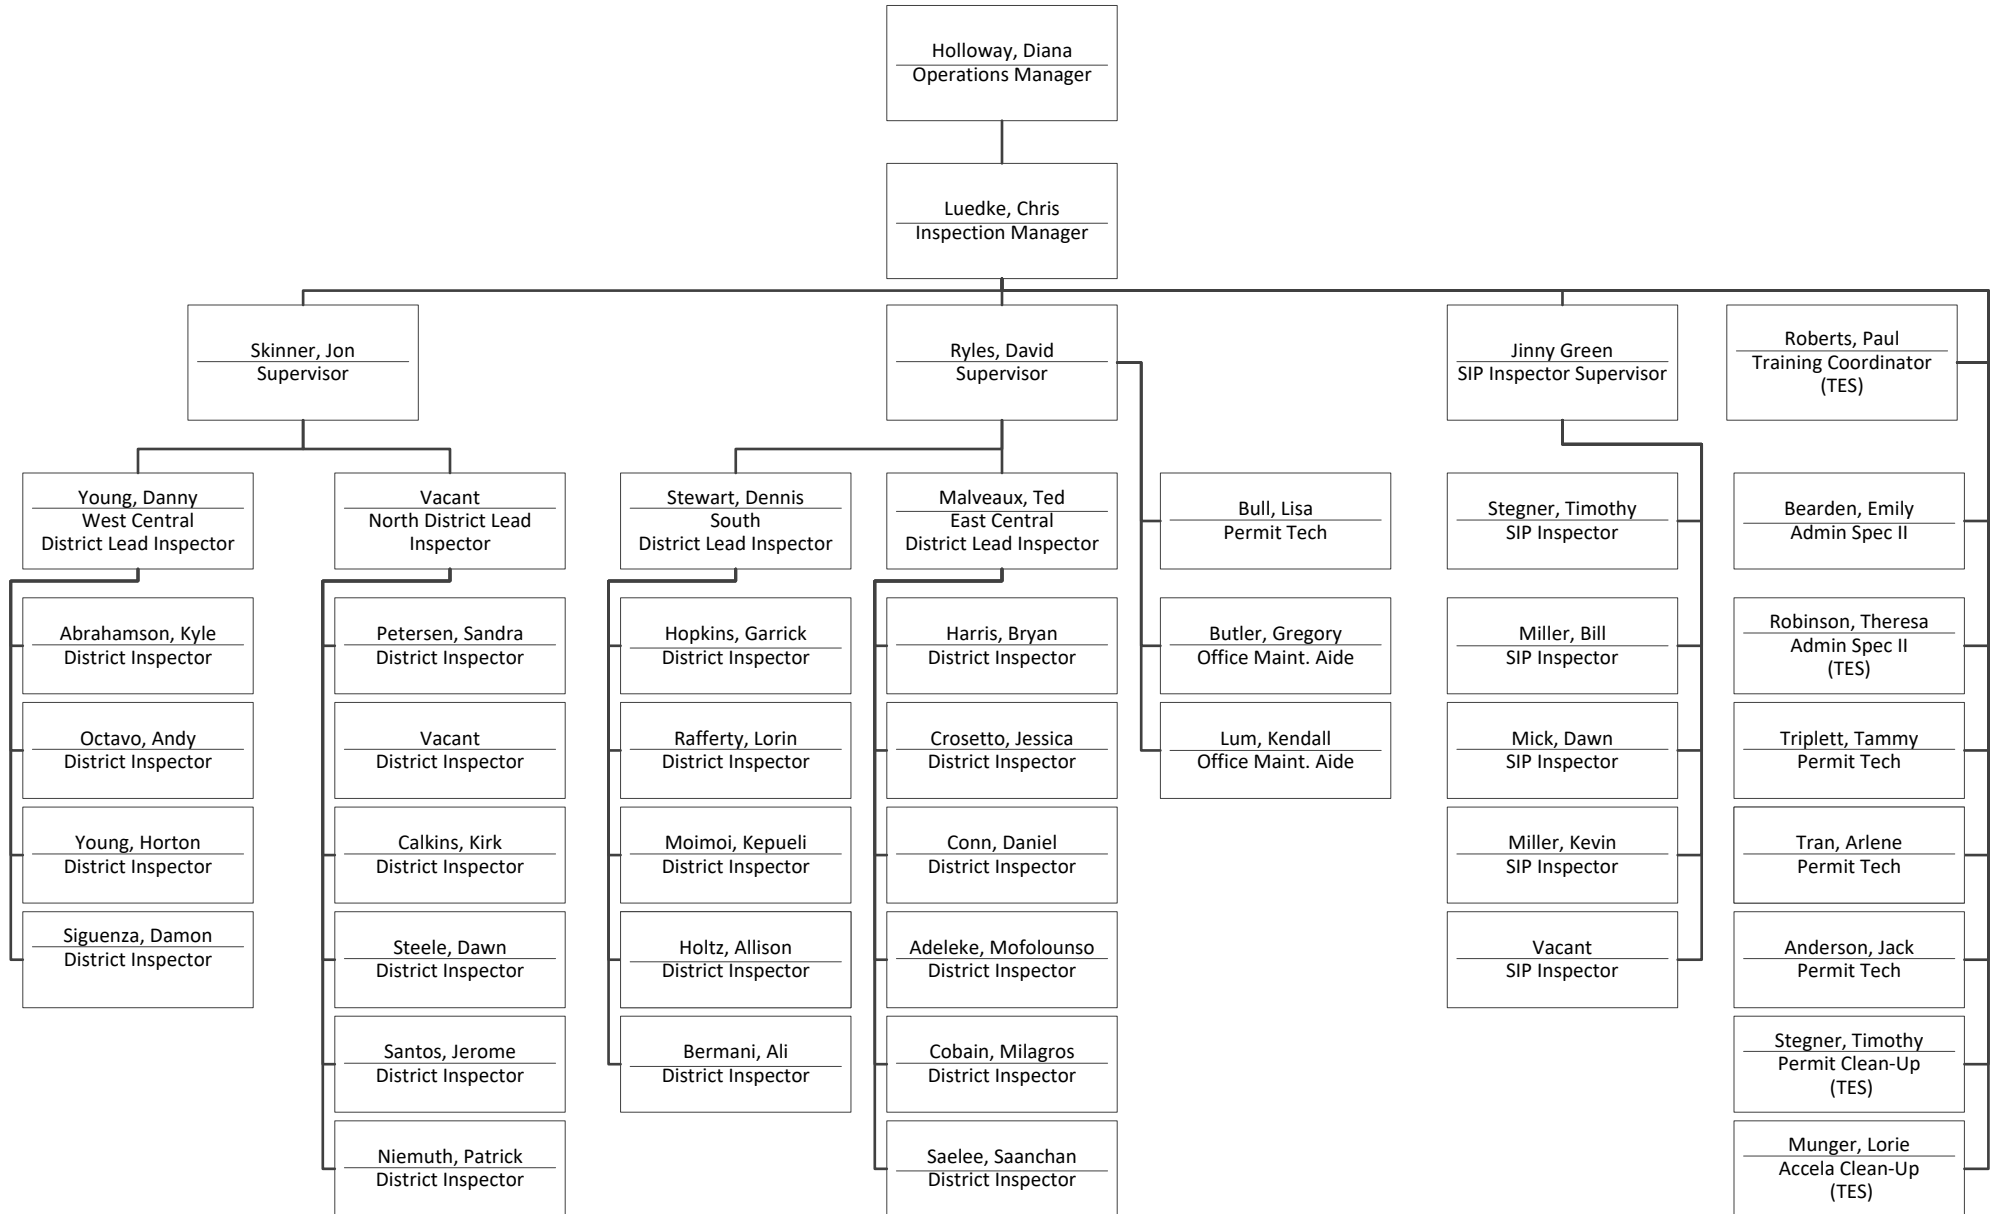 Holloway, Diana
Operations Manager
Luedke, Chris
Inspection Manager
Skinner, Jon
Supervisor
Ryles, David
Supervisor
Jinny Green
SIP Inspector Supervisor
Roberts, Paul
Training Coordinator
(TES)
Young, Danny
West Central
District Lead Inspector
Vacant
North District Lead
Inspector
Stewart, Dennis
South
District Lead Inspector
Malveaux, Ted
East Central
District Lead Inspector
Bull, Lisa
Permit Tech
Stegner, Timothy
SIP Inspector
Bearden, Emily
Admin Spec II
Abrahamson, Kyle
District Inspector
Petersen, Sandra
District Inspector
Hopkins, Garrick
District Inspector
Harris, Bryan
District Inspector
Butler, Gregory
Office Maint. Aide
Miller, Bill
SIP Inspector
Robinson, Theresa
Admin Spec II
(TES)
Octavo, Andy
District Inspector
Vacant
District Inspector
Rafferty, Lorin
District Inspector
Crosetto, Jessica
District Inspector
Lum, Kendall
Office Maint. Aide
Mick, Dawn
SIP Inspector
Triplett, Tammy
Permit Tech
Young, Horton
District Inspector
Calkins, Kirk
District Inspector
Moimoi, Kepueli
District Inspector
Conn, Daniel
District Inspector
Miller, Kevin
SIP Inspector
Tran, Arlene
Permit Tech
Siguenza, Damon
District Inspector
Steele, Dawn
District Inspector
Holtz, Allison
District Inspector
Adeleke, Mofolounso
District Inspector
Vacant
SIP Inspector
Anderson, Jack
Permit Tech
Santos, Jerome
District Inspector
Bermani, Ali
District Inspector
Cobain, Milagros
District Inspector
Stegner, Timothy
Permit Clean-Up
(TES)
Niemuth, Patrick
District Inspector
Saelee, Saanchan
District Inspector
Munger, Lorie
Accela Clean-Up
(TES)